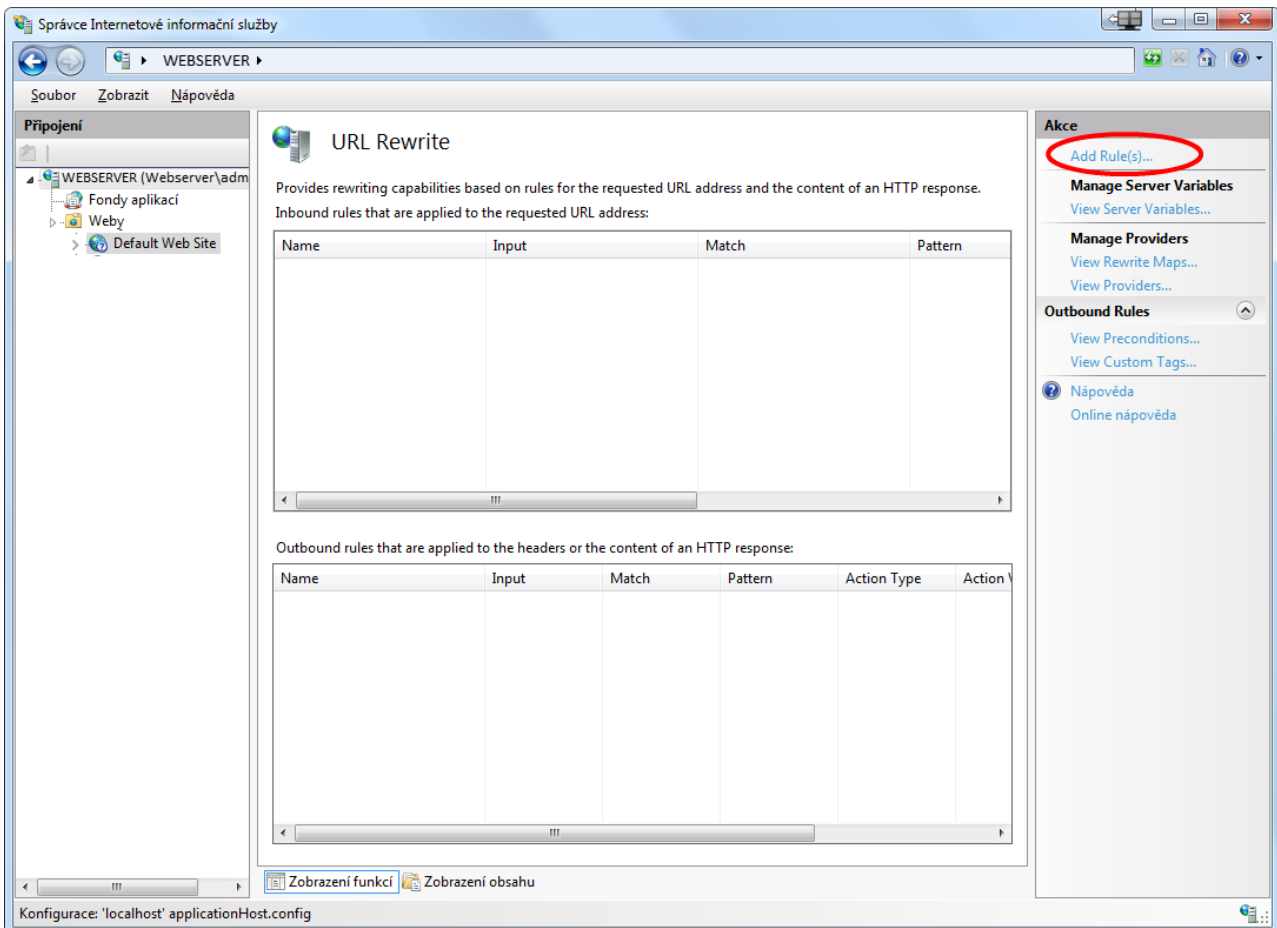 Správce Internetové informační služby
WEBSERVER
Soubor Zobrazit Nápověda
Připojení
WEBSERVER (Webserver\adm
Fondy aplikací
Weby
Default Web Site
URL Rewrite
Provides rewriting capabilities based on rules for the requested URL address and the content of an HTTP response.
Inbound rules that are applied to the requested URL address:
Name Input Match Pattern
Outbound rules that are applied to the headers or the content of an HTTP response:
Name Input Match Pattern Action Type Action
Zobrazení funkcí Zobrazení obsahu
Akce
Add Rule(s)...
Manage Server Variables
View Server Variables...
Manage Providers
View Rewrite Maps...
View Providers...
Outbound Rules
View Preconditions...
View Custom Tags...
Nápověda
Online nápověda
Konfigurace: 'localhost' applicationHost.config